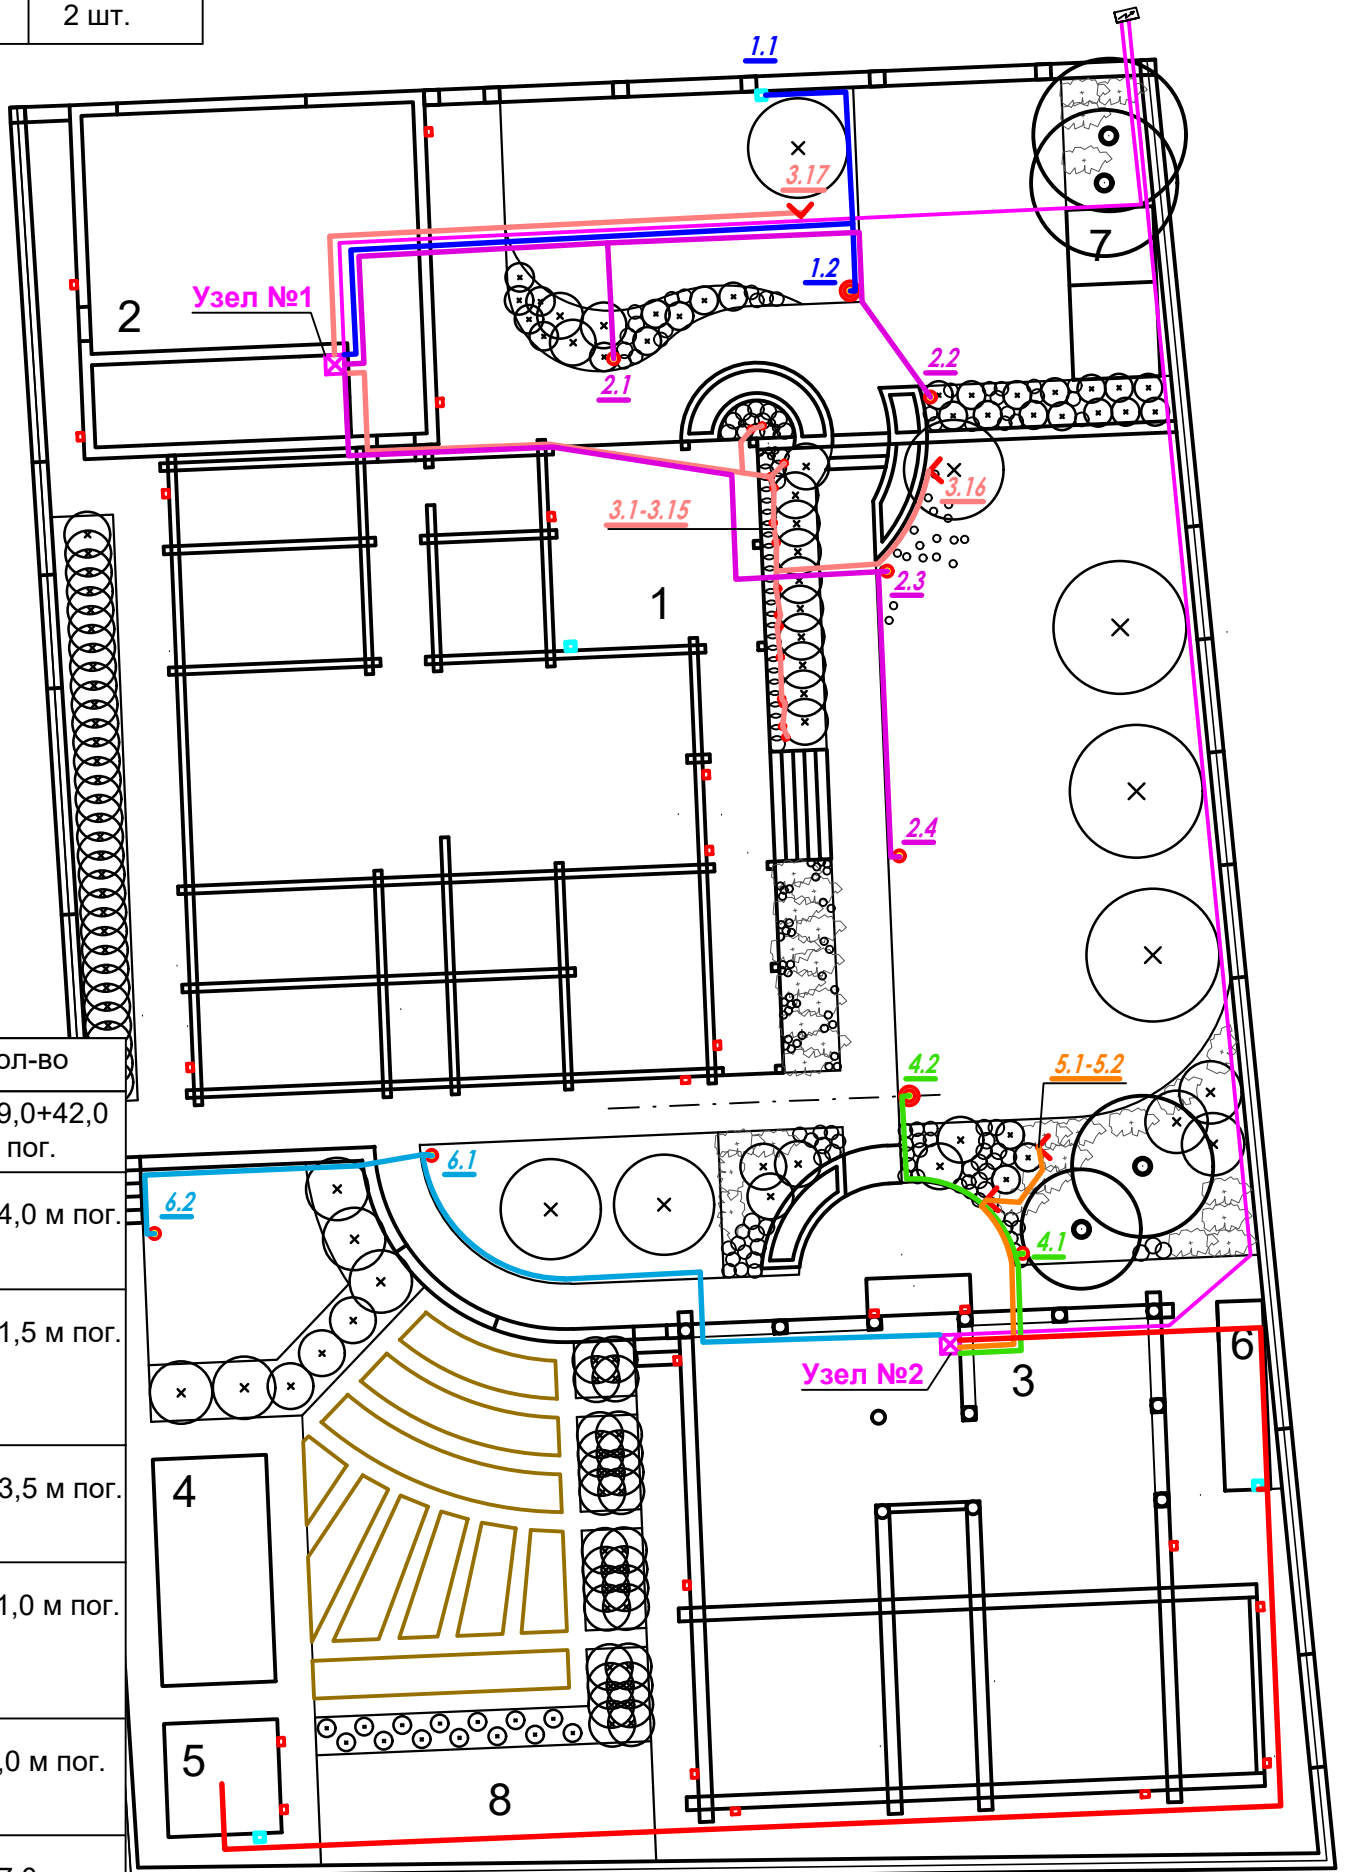 2 шт.
1.1
3.17
7
1.2
Узел №1
2
2.1
2.2
3.16
3.1-3.15
2.3
1
2.4
ол-во
9,0+42,0
пог.
4,0 м пог.
1,5 м пог.
3,5 м пог.
1,0 м пог.
,0 м пог.
4.2
5.1-5.2
6.1
6.2
4.1
6
Узел №2
3
4
5
8